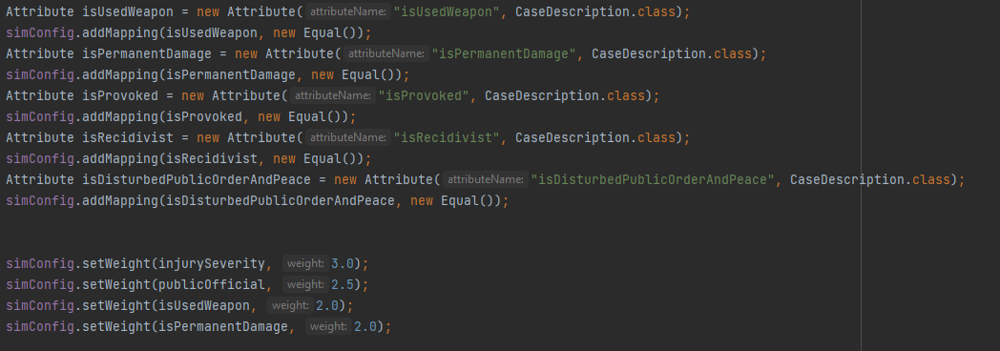 Attribute isUsedWeapon = new Attribute( attributeName: "isUsedWeapon", CaseDescription.class);
simConfig.addMapping(isUsedWeapon, new Equal());
Attribute isPermanentDamage = new Attribute( attributeName: "isPermanentDamage", CaseDescription.class);
simConfig.addMapping(isPermanentDamage, new Equal());
Attribute isProvoked = new Attribute( attributeName: "isProvoked", CaseDescription.class);
simConfig.addMapping(isProvoked, new Equal());
Attribute isRecidivist = new Attribute( attributeName: "isRecidivist", CaseDescription.class);
simConfig.addMapping(isRecidivist, new Equal());
Attribute isDisturbedPublicOrderAndPeace = new Attribute( attributeName: "isDisturbedPublicOrderAndPeace", CaseDescription.class);
simConfig.addMapping(isDisturbedPublicOrderAndPeace, new Equal());
simConfig.setWeight(injurySeverity, weight: 3.0);
simConfig.setWeight(publicOfficial, weight: 2.5);
simConfig.setWeight(isUsedWeapon, weight: 2.0);
simConfig.setWeight(isPermanentDamage, weight: 2.0);